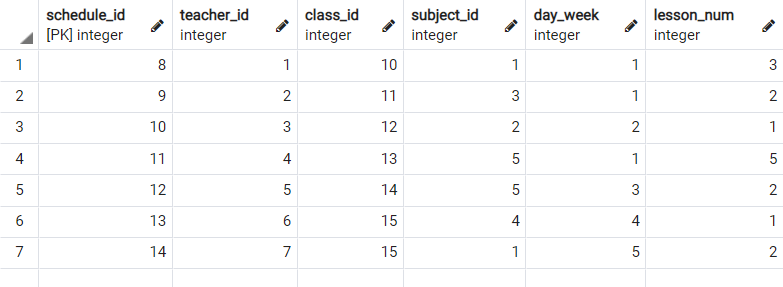 schedule_id teacher_id class_id subject_id day_week lesson_num
[PK] integer integer integer integer integer integer
1 8 1 10 1 1 3
2 9 2 11 3 1 2
3 10 3 12 2 2 1
4 11 4 13 5 1 5
5 12 5 14 5 3 2
6 13 6 15 4 4 1
7 14 7 15 1 5 2